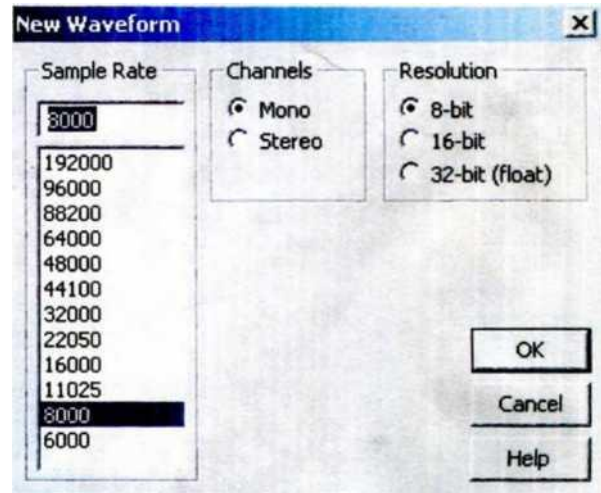 New Waveform
Sample Rate
8000
192000
96000
88200
64000
48000
44100
32000
22050
16000
11025
8000
6000
Channels
Mono
Stereo
Resolution
8-bit
16-bit
32-bit (float)
OK
Cancel
Help